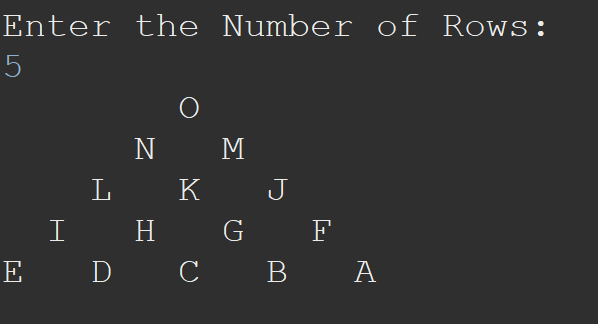 Enter the Number of Rows:
5
O
N M
L K J
I H G F
E D C B A